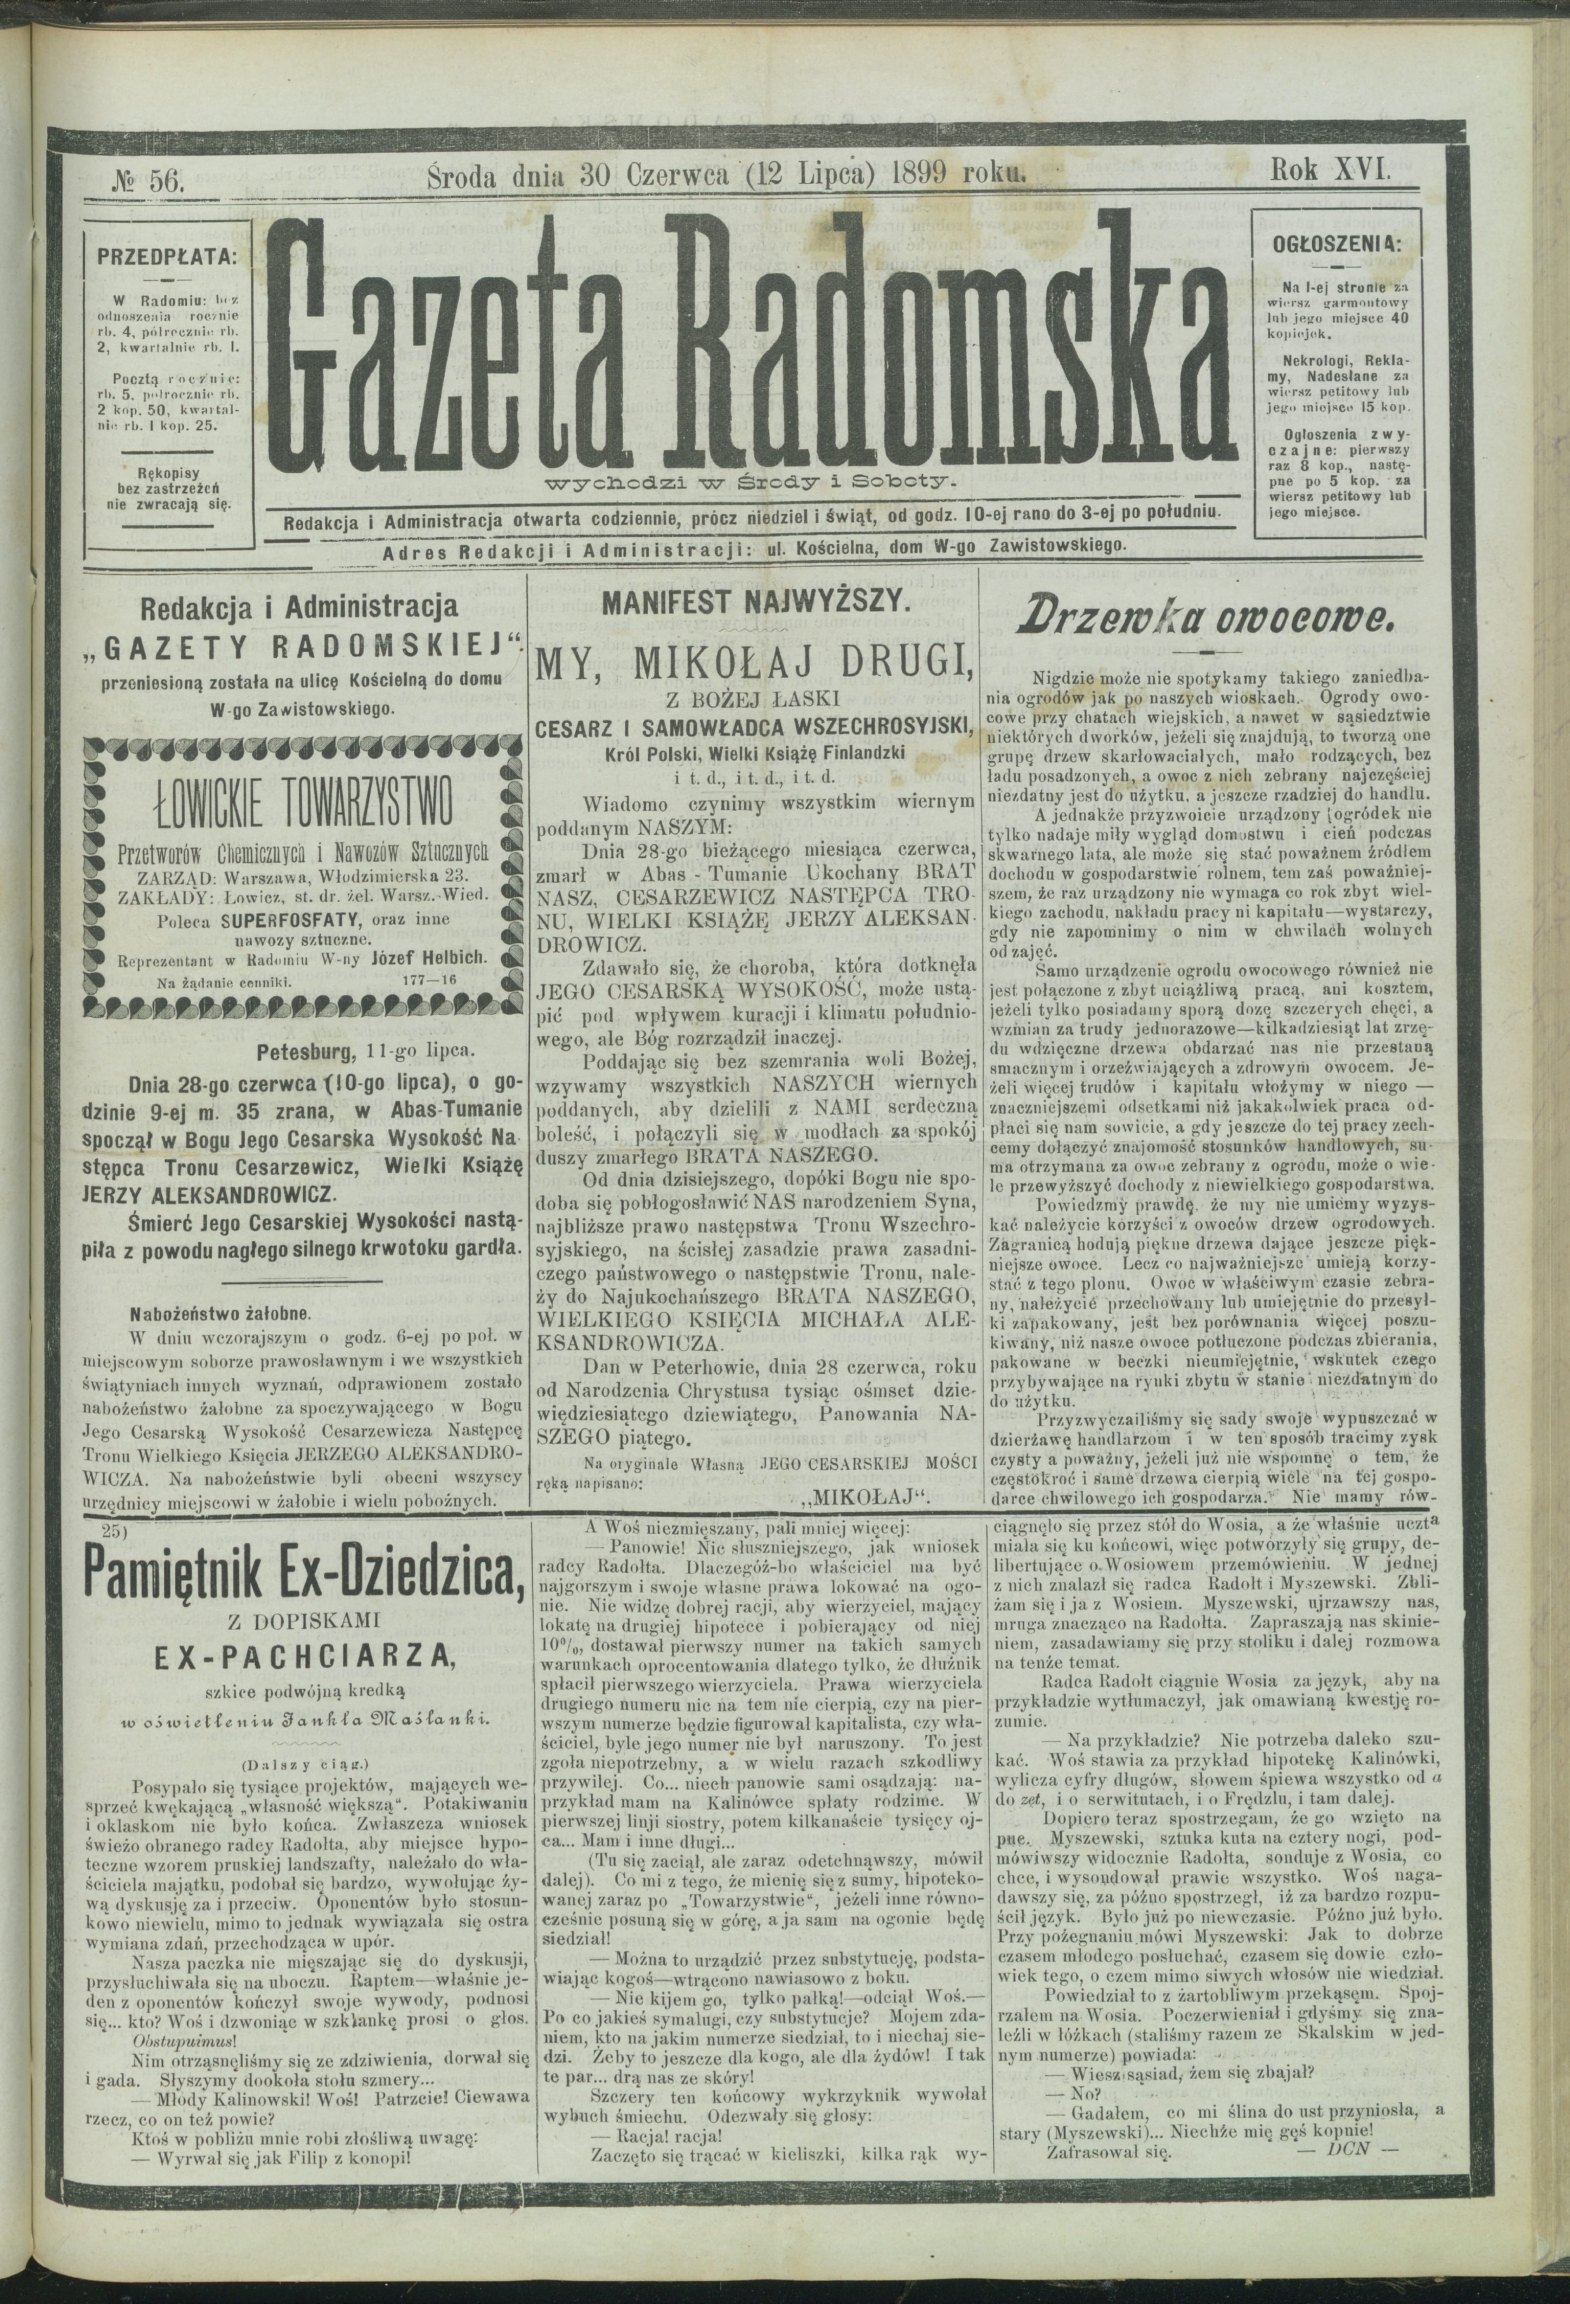 № 56.
Środa dnia 30 Czerwca (12 Lipca) 1899 roku.
Rok XVI.
PRZEDPŁATA:
W Radomiu: bez
odnoszenia rocznie
rb. 4, półrocznie rb.
2, kwartalnie rb. 1.
Pocztą rocznie:
rb. 5, półrocznie rb.
2 kop. 50, kwartal-
nie rb. 1 kop. 25.
Rękopisy
bez zastrzeżeń
nie zwracają się.
Gazeta Radomska
wychodzi w Środy i Soboty.
Redakcja i Administracja otwarta codziennie, prócz niedziel i świąt, od godz. 10-ej rano do 3-ej po południu.
Adres Redakcji i Administracji: ul. Kościelna, dom W-go Zawistowskiego.
OGŁOSZENIA:
Na I-ej stronie za
wiersz garmontowy
lub jego miejsce 40
kopiejek.
Nekrologi, Rekla-
my, Nadesłane za
wiersz petitowy lub
jego miejsce 15 kop.
Ogłoszenia zwy-
czajne: pierwszy
raz 8 kop., nastę-
pne po 5 kop. za
wiersz petitowy lub
jego miejsce.
Redakcja i Administracja
„GAZETY RADOMSKIEJ“
przeniesioną została na ulicę Kościelną do domu
W-go Zawistowskiego.
ŁOWICKIE TOWARZYSTWO
Przetworów Chemicznych i Nawozów Sztucznych
ZARZĄD: Warszawa, Włodzimierska 23.
ZAKŁADY: Łowicz, st. dr. żel. Warsz.-Wied.
Poleca SUPERFOSFATY, oraz inne
nawozy sztuczne.
Reprezentant w Radomiu W-ny Józef Helbich.
Na żądanie cenniki. 177—16
Petesburg, 11-go lipca.
Dnia 28-go czerwca (10-go lipca), o go-
dzinie 9-ej m. 35 zrana, w Abas-Tumanie
spoczął w Bogu Jego Cesarska Wysokość Na-
stępca Tronu Cesarzewicz, Wielki Książę
JERZY ALEKSANDROWICZ.
Śmierć Jego Cesarskiej Wysokości nastą-
piła z powodu nagłego silnego krwotoku gardła.
Nabożeństwo żałobne.
W dniu wczorajszym o godz. 6-ej po poł. w
miejscowym soborze prawosławnym i we wszystkich
świątyniach innych wyznań, odprawionem zostało
nabożeństwo żałobne za spoczywającego w Bogu
Jego Cesarską Wysokość Cesarzewicza Następcę
Tronu Wielkiego Księcia JERZEGO ALEKSANDRO-
WICZA. Na nabożeństwie byli obecni wszyscy
urzędnicy miejscowi w żałobie i wielu pobożnych.
MANIFEST NAJWYŻSZY.
MY, MIKOŁAJ DRUGI,
Z BOŻEJ ŁASKI
CESARZ I SAMOWŁADCA WSZECHROSYJSKI,
Król Polski, Wielki Książę Finlandzki
i t. d., i t. d., i t. d.
Wiadomo czynimy wszystkim wiernym
poddanym NASZYM:
Dnia 28-go bieżącego miesiąca czerwca,
zmarł w Abas - Tumanie Ukochany BRAT
NASZ, CESARZEWICZ NASTĘPCA TRO-
NU, WIELKI KSIĄŻĘ JERZY ALEKSAN-
DROWICZ.
Zdawało się, że choroba, która dotknęła
JEGO CESARSKĄ WYSOKOŚĆ, może ustą-
pić pod wpływem kuracji i klimatu południo-
wego, ale Bóg rozrządził inaczej.
Poddając się bez szemrania woli Bożej,
wzywamy wszystkich NASZYCH wiernych
poddanych, aby dzielili z NAMI serdeczną
boleść, i połączyli się w modłach za spokój
duszy zmarłego BRATA NASZEGO.
Od dnia dzisiejszego, dopóki Bogu nie spo-
doba się pobłogosławić NAS narodzeniem Syna,
najbliższe prawo następstwa Tronu Wszechro-
syjskiego, na ścisłej zasadzie prawa zasadni-
czego państwowego o następstwie Tronu, nale-
ży do Najukochańszego BRATA NASZEGO,
WIELKIEGO KSIĘCIA MICHAŁA ALE-
KSANDROWICZA.
Dan w Peterhowie, dnia 28 czerwca, roku
od Narodzenia Chrystusa tysiąc ośmset dzie-
więdziesiątego dziewiątego, Panowania NA-
SZEGO piątego.
Na oryginale Własną JEGO CESARSKIEJ MOŚCI
ręką napisano:
„MIKOŁAJ“.
Drzewka owocowe.
Nigdzie może nie spotykamy takiego zaniedba-
nia ogrodów jak po naszych wioskach. Ogrody owo-
cowe przy chatach wiejskich, a nawet w sąsiedztwie
niektórych dworków, jeżeli się znajdują, to tworzą one
grupę drzew skarłowaciałych, mało rodzących, bez
ładu posadzonych, a owoc z nich zebrany najczęściej
niezdatny jest do użytku, a jeszcze rzadziej do handlu.
A jednakże przyzwoicie urządzony ogródek nie
tylko nadaje miły wygląd domostwu i cień podczas
skwarnego lata, ale może się stać poważnem źródłem
dochodu w gospodarstwie rolnem, tem zaś poważniej-
szem, że raz urządzony nie wymaga co rok zbyt wiel-
kiego zachodu, nakładu pracy ni kapitału—wystarczy,
gdy nie zapomnimy o nim w chwilach wolnych
od zajęć.
Samo urządzenie ogrodu owocowego również nie
jest połączone z zbyt uciążliwą pracą, ani kosztem,
jeżeli tylko posiadamy sporą dozę szczerych chęci, a
wzmian za trudy jednorazowe—kilkadziesiąt lat zrzę-
du wdzięczne drzewa obdarzać nas nie przestaną
smacznym i orzeźwiających a zdrowym owocem. Je-
żeli więcej trudów i kapitału włożymy w niego —
znaczniejszemi odsetkami niż jakakolwiek praca od-
płaci się nam sowicie, a gdy jeszcze do tej pracy zech-
cemy dołączyć znajomość stosunków handlowych, su-
ma otrzymana za owoc zebrany z ogrodu, może o wie-
le przewyższyć dochody z niewielkiego gospodarstwa.
Powiedzmy prawdę, że my nie umiemy wyzys-
kać należycie korzyści z owoców drzew ogrodowych.
Zagranicą hodują piękne drzewa dające jeszcze pięk-
niejsze owoce. Lecz co najważniejsze umieją korzy-
stać z tego plonu. Owoc w właściwym czasie zebra-
ny, należycie przechowany lub umiejętnie do przesył-
ki zapakowany, jest bez porównania więcej poszu-
kiwany, niż nasze owoce potłuczone podczas zbierania,
pakowane w beczki nieumiejętnie, wskutek czego
przybywające na rynki zbytu w stanie niezdatnym do
do użytku.
Przyzwyczailiśmy się sady swoje wypuszczać w
dzierżawę handlarzom i w ten sposób tracimy zysk
czysty a poważny, jeżeli już nie wspomnę o tem, że
częstokroć i same drzewa cierpią wiele na tej gospo-
darce chwilowego ich gospodarza. Nie mamy rów-
25)
Pamiętnik Ex-Dziedzica,
Z DOPISKAMI
EX-PACHCIARZA,
szkice podwójną kredką
w oświetleniu Jankla Maślanki.
(Dalszy ciąg.)
Posypało się tysiące projektów, mających we-
sprzeć kwękającą „własność większą“. Potakiwaniu
i oklaskom nie było końca. Zwłaszcza wniosek
świeżo obranego radcy Radołta, aby miejsce hypo-
teczne wzorem pruskiej landszafty, należało do wła-
ściciela majątku, podobał się bardzo, wywołując ży-
wą dyskusję za i przeciw. Oponentów było stosun-
kowo niewielu, mimo to jednak wywiązała się ostra
wymiana zdań, przechodząca w upór.
Nasza paczka nie mięszając się do dyskusji,
przysłuchiwała się na uboczu. Raptem—właśnie je-
den z oponentów kończył swoje wywody, podnosi
się... kto? Woś i dzwoniąc w szklankę prosi o głos.
Obstupuimus!
Nim otrząsnęliśmy się ze zdziwienia, dorwał się
i gada. Słyszymy dookoła stołu szmery...
— Młody Kalinowski! Woś! Patrzcie! Ciewawa
rzecz, co on też powie?
Ktoś w pobliżu mnie robi złośliwą uwagę:
— Wyrwał się jak Filip z konopi!
A Woś niezmięszany, pali mniej więcej:
— Panowie! Nic słuszniejszego, jak wniosek
radcy Radołta. Dlaczegóż-bo właściciel ma być
najgorszym i swoje własne prawa lokować na ogo-
nie. Nie widzę dobrej racji, aby wierzyciel, mający
lokatę na drugiej hipotece i pobierający od niej
10%, dostawał pierwszy numer na takich samych
warunkach oprocentowania dlatego tylko, że dłużnik
spłacił pierwszego wierzyciela. Prawa wierzyciela
drugiego numeru nic na tem nie cierpią, czy na pier-
wszym numerze będzie figurował kapitalista, czy wła-
ściciel, byle jego numer nie był naruszony. To jest
zgoła niepotrzebny, a w wielu razach szkodliwy
przywilej. Co... niech panowie sami osądzają: na-
przykład mam na Kalinówce spłaty rodzime. W
pierwszej linji siostry, potem kilkanaście tysięcy oj-
ca... Mam i inne długi...
(Tu się zaciął, ale zaraz odetchnąwszy, mówił
dalej). Co mi z tego, że mienię się z sumy, hipoteko-
wanej zaraz po „Towarzystwie“, jeżeli inne równo-
cześnie posuną się w górę, a ja sam na ogonie będę
siedział!
— Można to urządzić przez substytucję, podsta-
wiając kogoś—wtrącono nawiasowo z boku.
— Nie kijem go, tylko pałką!—odciął Woś.—
Po co jakieś symalugi, czy substytucje? Mojem zda-
niem, kto na jakim numerze siedział, to i niechaj sie-
dzi. Żeby to jeszcze dla kogo, ale dla żydów! I tak
te par... drą nas ze skóry!
Szczery ten końcowy wykrzyknik wywołał
wybuch śmiechu. Odezwały się głosy:
— Racja! racja!
Zaczęto się trącać w kieliszki, kilka rąk wy-
ciągnęło się przez stół do Wosia, a że właśnie uczta
miała się ku końcowi, więc potwórzyły się grupy, de-
libertujące o Wosiowem przemówieniu. W jednej
z nich znalazł się radca Radołt i Myszewski. Zbli-
żam się i ja z Wosiem. Myszewski, ujrzawszy nas,
mruga znacząco na Radołta. Zapraszają nas skinie-
niem, zasadawiamy się przy stoliku i dalej rozmowa
na tenże temat.
Radca Radołt ciągnie Wosia za język, aby na
przykładzie wytłumaczył, jak omawianą kwestję ro-
zumie.
— Na przykładzie? Nie potrzeba daleko szu-
kać. Woś stawia za przykład hipotekę Kalinówki,
wylicza cyfry długów, słowem śpiewa wszystko od a
do zęt, i o serwitutach, i o Frędzlu, i tam dalej.
Dopiero teraz spostrzegam, że go wzięto na
pue. Myszewski, sztuka kuta na cztery nogi, pod-
mówiwszy widocznie Radołta, sonduje z Wosia, co
chce, i wysondował prawie wszystko. Woś naga-
dawszy się, za późno spostrzegł, iż za bardzo rozpu-
ścił język. Było już po niewczasie. Późno już było.
Przy pożegnaniu mówi Myszewski: Jak to dobrze
czasem młodego posłuchać, czasem się dowie czło-
wiek tego, o czem mimo siwych włosów nie wiedział.
Powiedział to z żartobliwym przekąsem. Spoj-
rzałem na Wosia. Poczerwieniał i gdyśmy się zna-
leźli w łóżkach (staliśmy razem ze Skalskim w jed-
nym numerze) powiada:
— Wiesz sąsiad, żem się zbajał?
— No?
— Gadałem, co mi ślina do ust przyniosła, a
stary (Myszewski)... Niechże mię gęś kopnie!
Zafrasował się. — DCN —